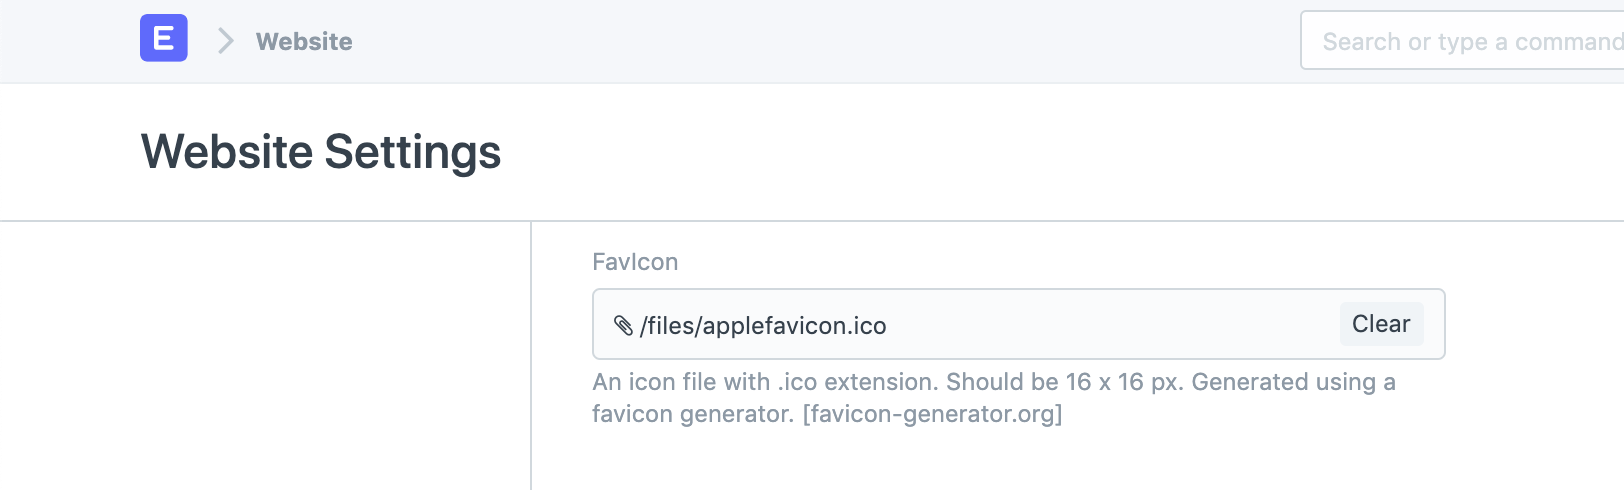 E
Website
Search or type a command
Website Settings
FavIcon
/files/applefavicon.ico
Clear
An icon file with .ico extension. Should be 16 x 16 px. Generated using a
favicon generator. [favicon-generator.org]